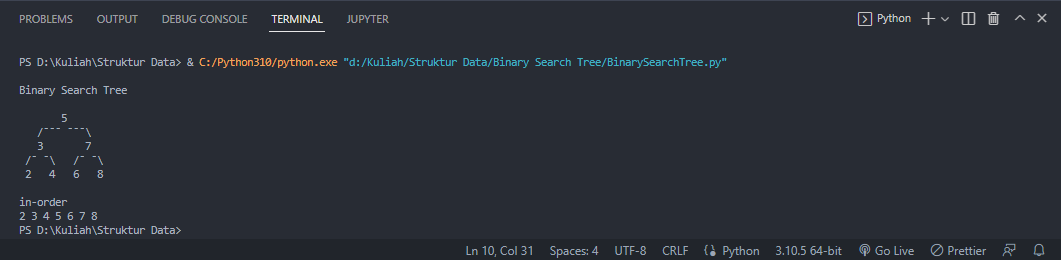 PROBLEMS OUTPUT DEBUG CONSOLE TERMINAL JUPYTER Python
PS D:\Kuliah\Struktur Data> & C:/Python310/python.exe "d:/Kuliah/Struktur Data/Binary Search Tree/BinarySearchTree.py"
Binary Search Tree
5
/--- ---\
3 7
/- -\ /- -\
2 4 6 8
in-order
2 3 4 5 6 7 8
PS D:\Kuliah\Struktur Data>
Ln 10, Col 31 Spaces: 4 UTF-8 CRLF Python 3.10.5 64-bit Go Live Prettier